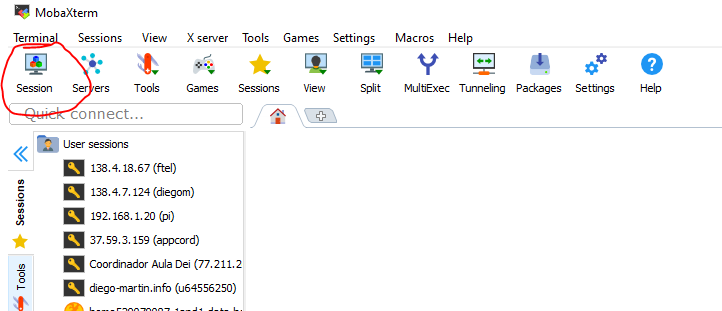 MobaXterm
Terminal Sessions View X server Tools Games Settings Macros Help
Session Servers Tools Games Sessions View Split MultiExec Tunneling Packages Settings Help
Quick connect...
User sessions
138.4.18.67 (ftel)
138.4.7.124 (diegom)
192.168.1.20 (pi)
37.59.3.159 (appcord)
Coordinador Aula Dei (77.211.2
diego-martin.info (u64556250)
Sessions
Tools